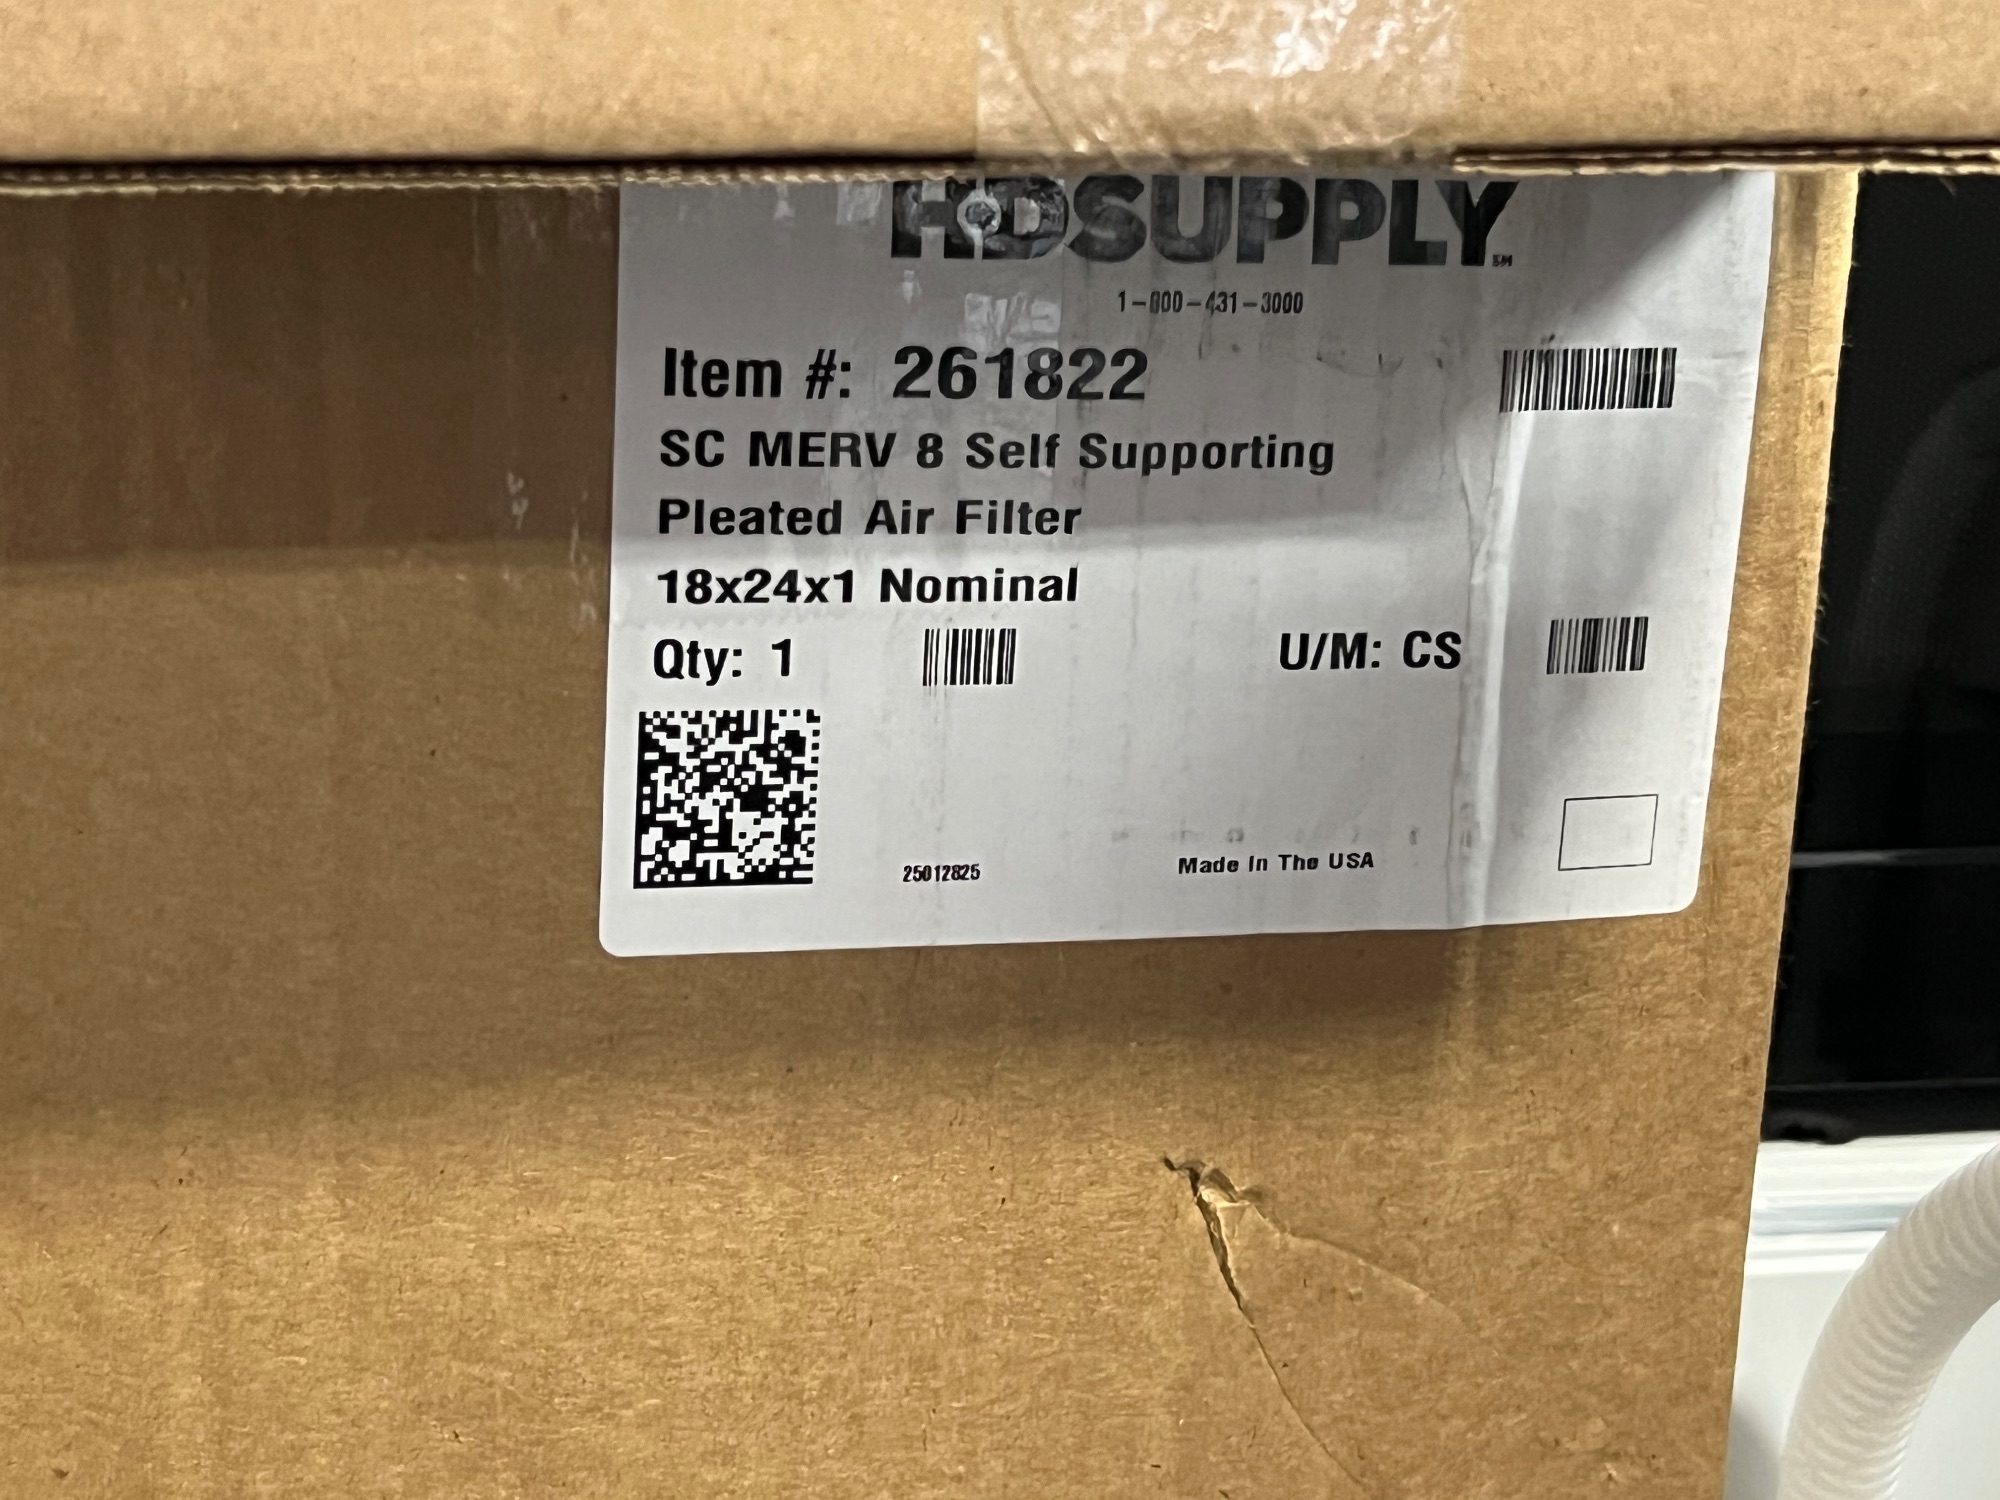 HDSUPPLY SM
1-800-431-3000
Item #: 261822
SC MERV 8 Self Supporting
Pleated Air Filter
18x24x1 Nominal
Qty: 1 U/M: CS
25012825 Made In The USA